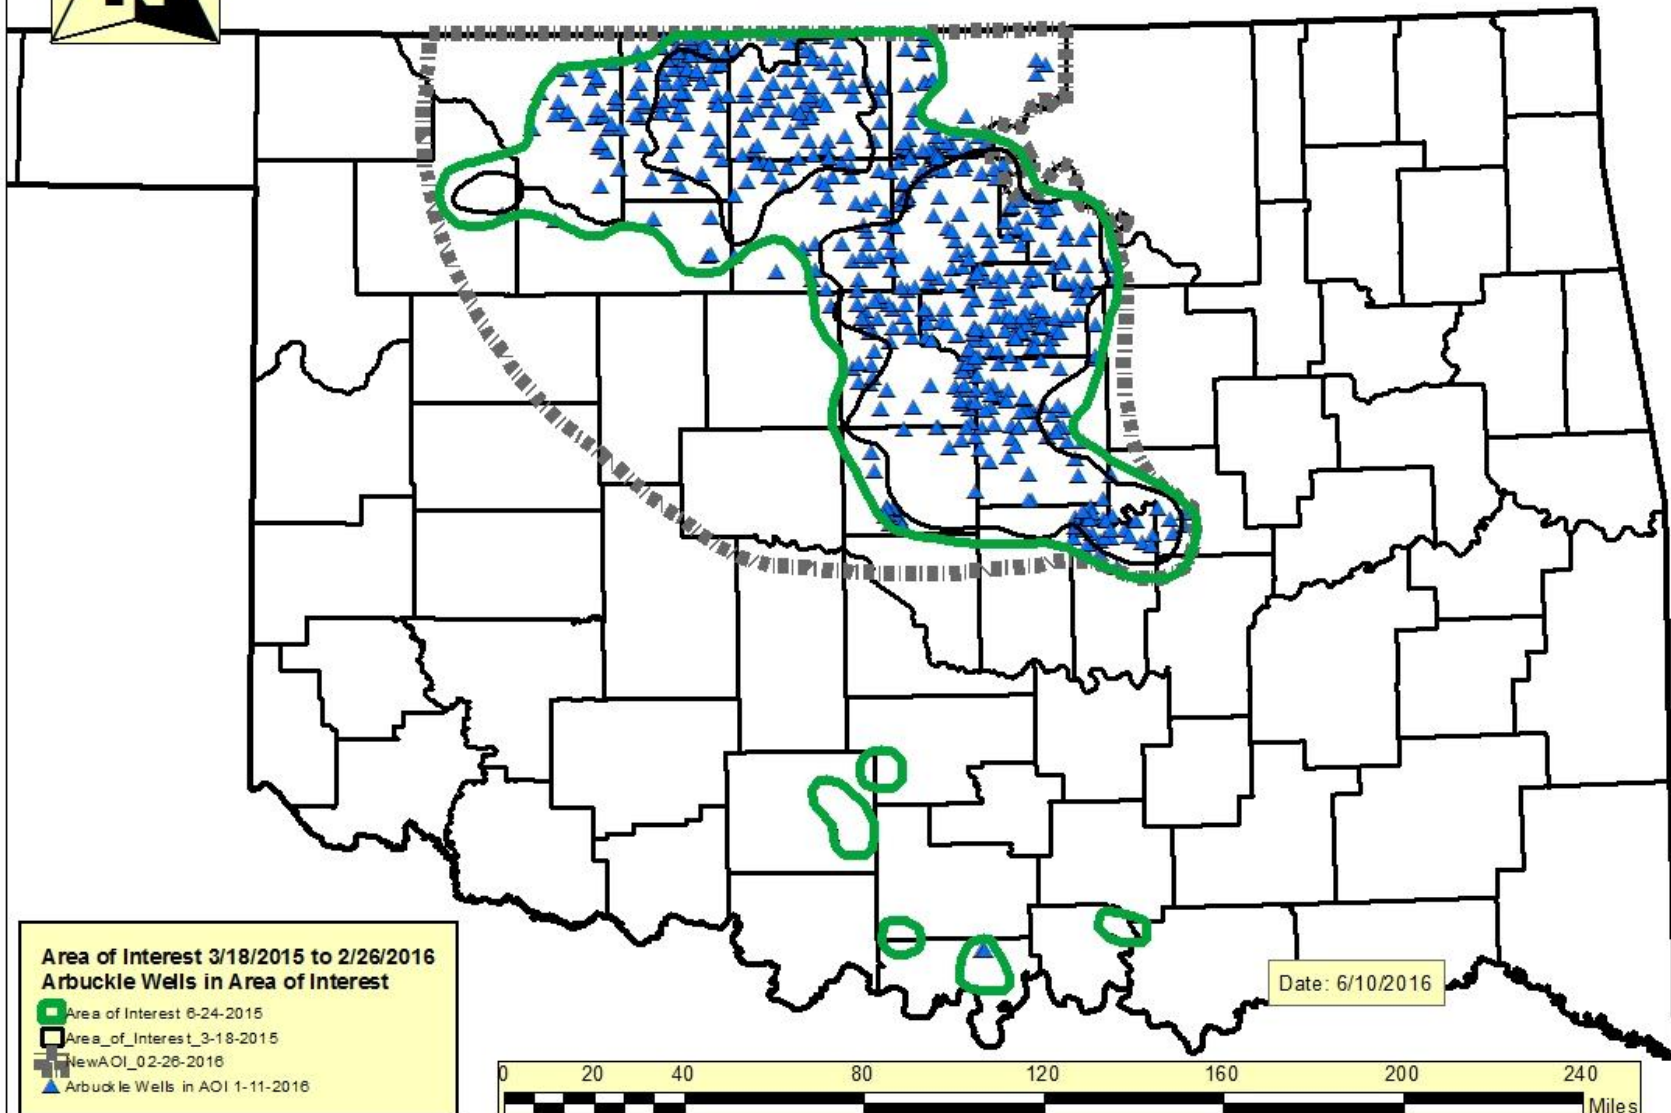 Area of Interest 3/18/2015 to 2/26/2016
Arbuckle Wells in Area of Interest
Area of Interest 6-24-2015
Area_of_Interest_3-18-2015
NewAOI_02-26-2016
Arbuckle Wells in AOI 1-11-2016
Date: 6/10/2016
0 20 40 80 120 160 200 240
Miles